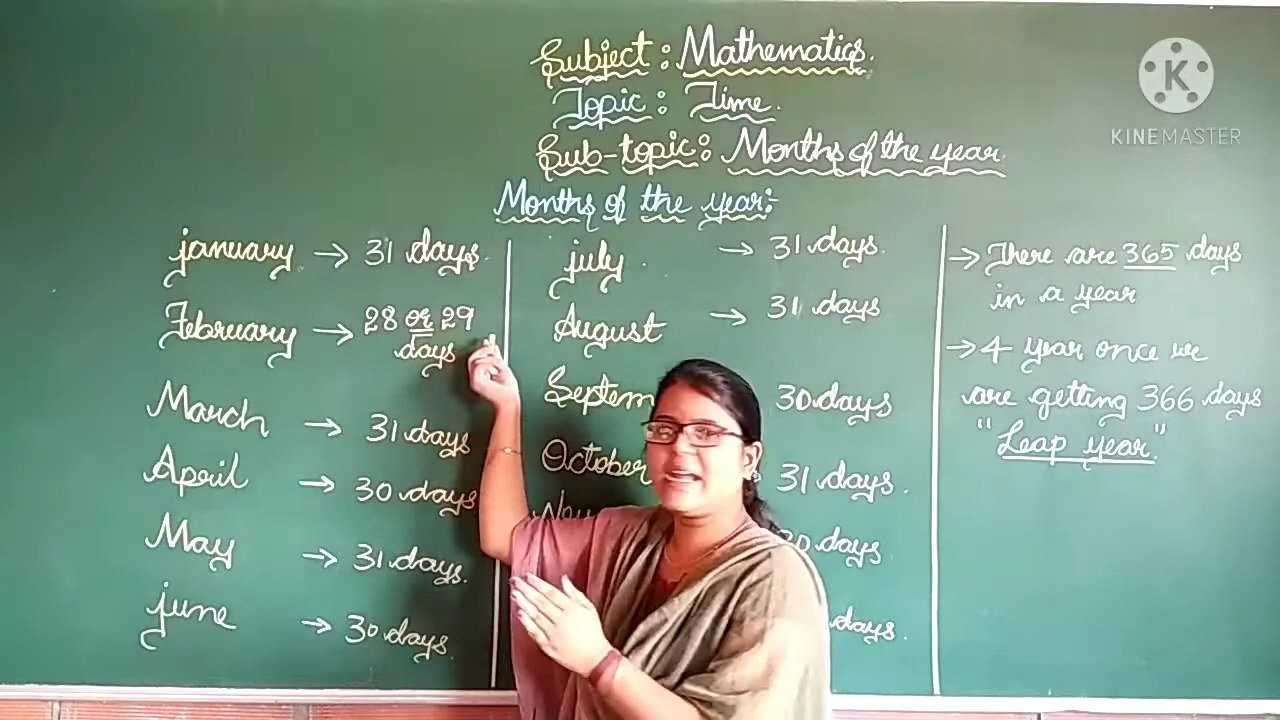 Subject : Mathematics.
Topic : Time.
Sub-topic : Months of the year.
Months of the year:-
january → 31 days.
February → 28 or 29
days
March → 31 days
April → 30 days
May → 31 days.
june → 30 days.
july → 31 days.
August → 31 days
Septem 30 days
October 31 days.
Nov 30 days
days.
→ There are 365 days
in a year
→ 4 year once we
are getting 366 days
"Leap year".
K
KINEMASTER